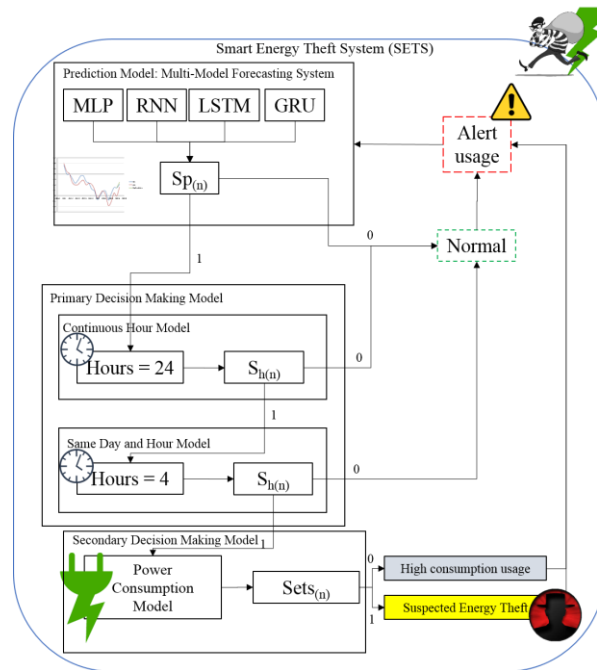 Smart Energy Theft System (SETS)
Prediction Model: Multi-Model Forecasting System
MLP
RNN
LSTM
GRU
Alert
usage
Sp(n)
0
Normal
1
Primary Decision Making Model
Continuous Hour Model
Hours = 24
Sh(n)
0
1
Same Day and Hour Model
Hours = 4
Sh(n)
0
1
Secondary Decision Making Model
Power
Consumption
Model
Sets(n)
0
High consumption usage
1
Suspected Energy Theft